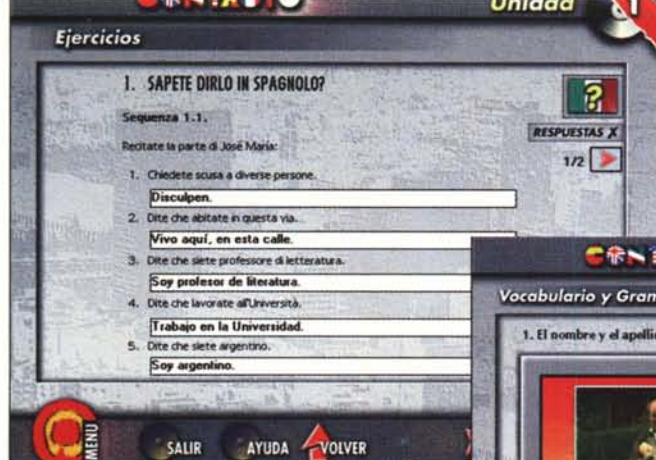 Unidad 1
Ejercicios
1. SAPETE DIRLO IN SPAGNOLO?
Sequenza 1.1.
RESPUESTAS X
Recitate la parte di José María:
1/2
1. Chiedete scusa a diverse persone.
Disculpen.
2. Dite che abitate in questa via.
Vivo aquí, en esta calle.
3. Dite che siete professore di letteratura.
Soy profesor de literatura.
4. Dite che lavorate all'Università.
Trabajo en la Universidad.
5. Dite che siete argentino.
Soy argentino.
MENU
SALIR AYUDA VOLVER
Vocabulario y
1. El nombre y el